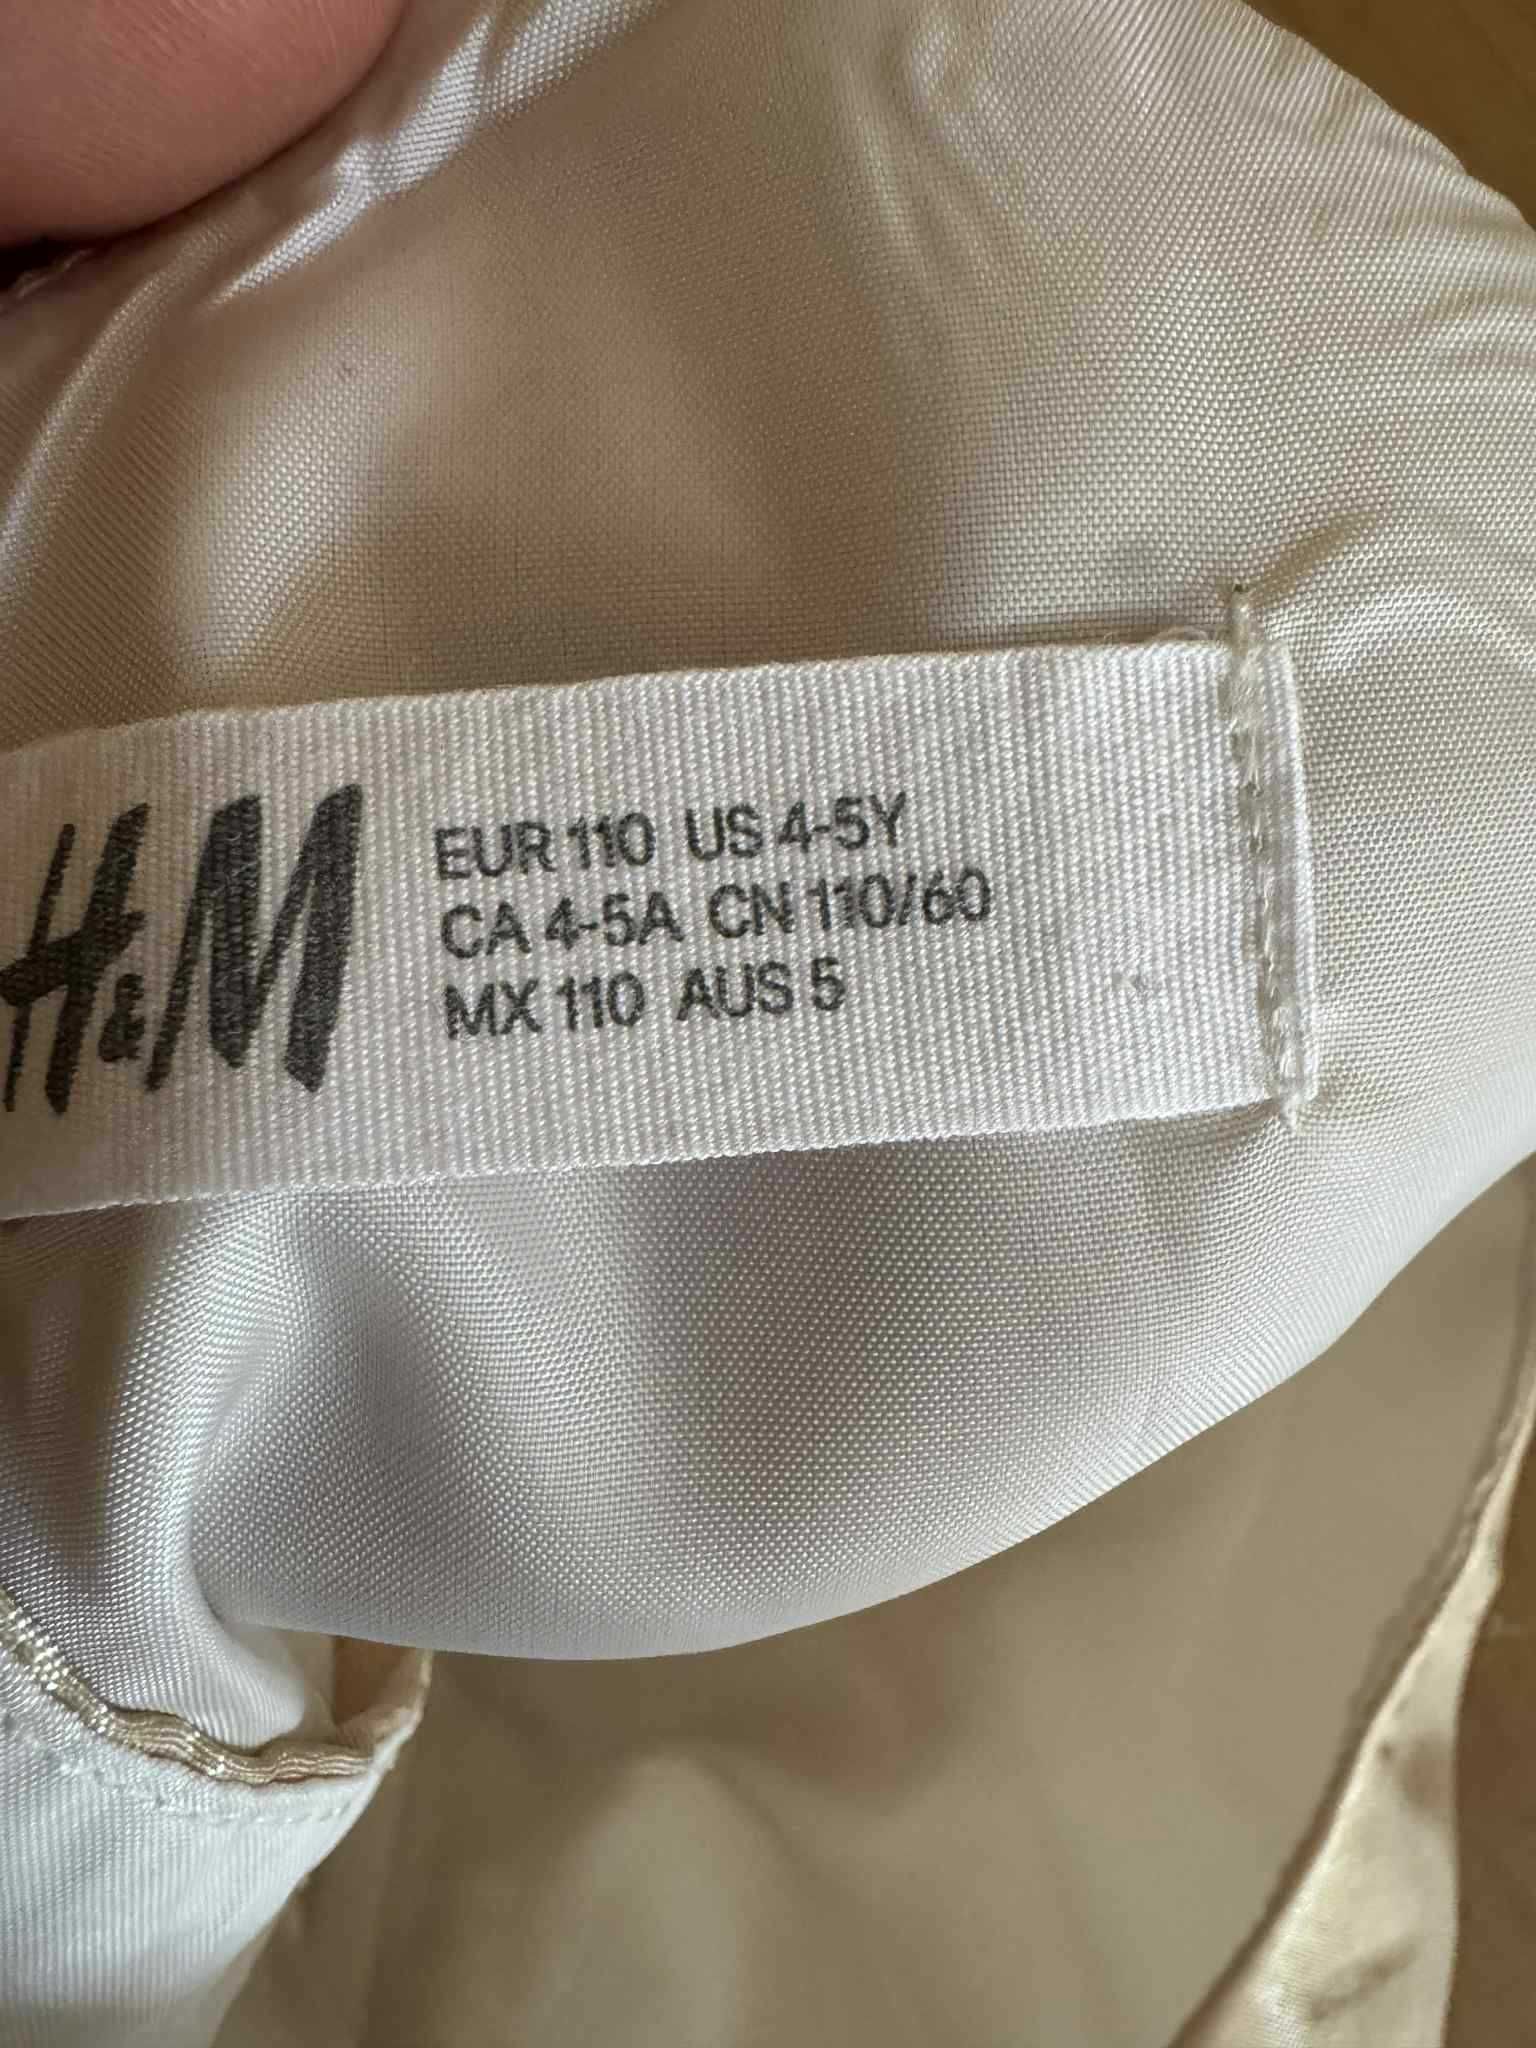 H&M
EUR 110 US 4-5Y
CA 4-5A CN 110/60
MX 110 AUS 5